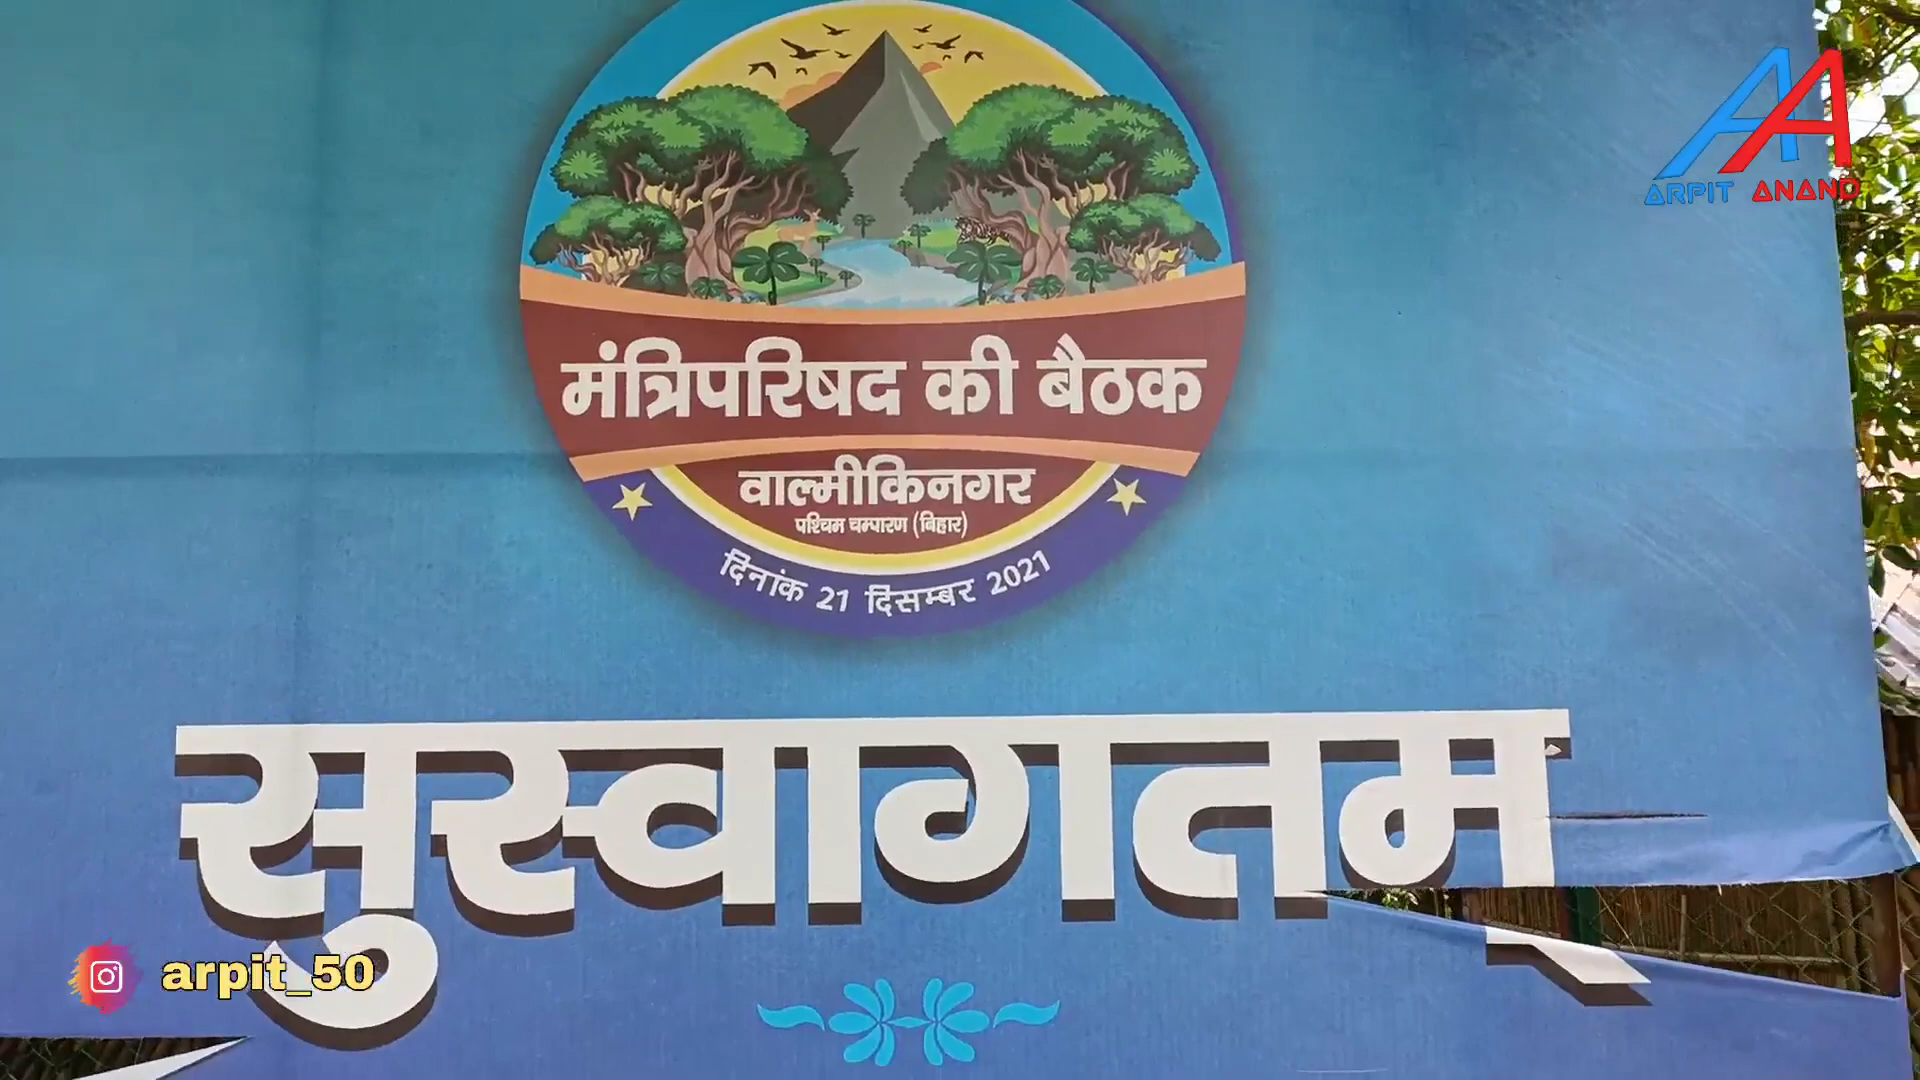 ARPIT ANAND
मंत्रिपरिषद की बैठक
वाल्मीकिनगर
पश्चिम चम्पारण (बिहार)
दिनांक 21 दिसम्बर 2021
सुस्वागतम्
arpit_50